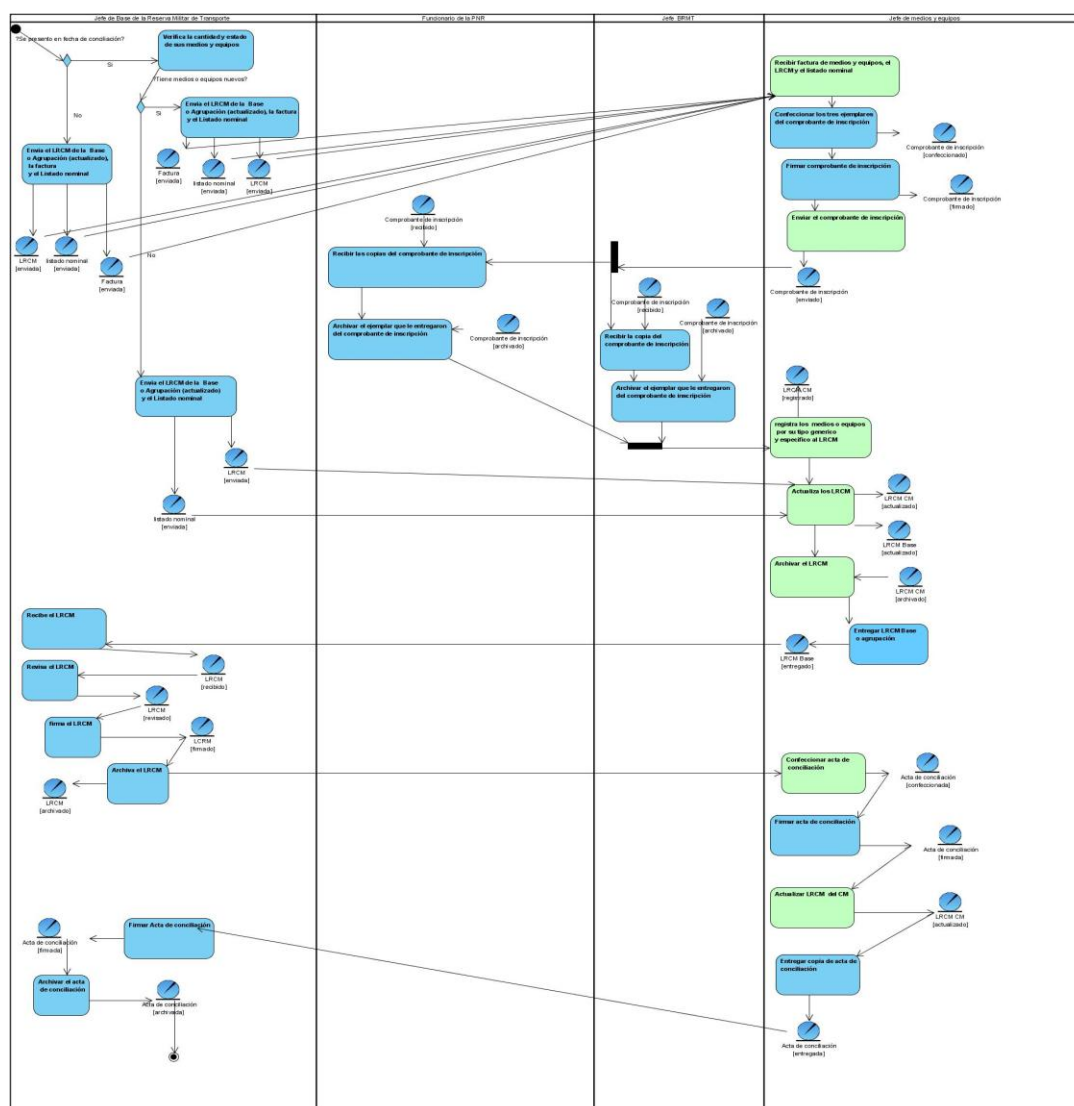 Jefe de Base de la Reserva Militar de Transporte
Funcionario de la PNR
Jefe BRMT
Jefe de medios y equipos
?Se presento en fecha de conciliación?
Si
Verifica la cantidad y estado
de sus medios y equipos
?Tiene medios o equipos nuevos?
Si
No
Envia el LRCM de la Base
o Agrupación (actualizado), la factura
y el Listado nominal
Envia el LRCM de la Base
o Agrupación (actualizado),
la factura
y el Listado nominal
Factura
[enviada]
listado nominal
[enviada]
LRCM
[enviada]
LRCM
[enviada]
listado nominal
[enviada]
Factura
[enviada]
No
Envia el LRCM de la Base
o Agrupación (actualizado)
y el Listado nominal
LRCM
[enviada]
listado nominal
[enviada]
Recibe el LRCM
LRCM
[recibido]
Revisa el LRCM
LRCM
[revisado]
firma el LRCM
LCRM
[firmado]
Archiva el LRCM
LRCM
[archivado]
Firmar Acta de conciliación
Acta de conciliación
[firmada]
Archivar el acta
de conciliación
Acta de conciliación
[archivada]
Comprobante de inscripción
[recibido]
Recibir las copias del comprobante de inscripción
Archivar el ejemplar que le entregaron
del comprobante de inscripción
Comprobante de inscripción
[archivado]
Comprobante de inscripción
[recibido]
Comprobante de inscripción
[archivado]
Recibir la copia del
comprobante de inscripción
Archivar el ejemplar que le entregaron
del comprobante de inscripción
Recibir factura de medios y equipos, el
LRCM y el listado nominal
Confeccionar los tres ejemplares
del comprobante de inscripción
Comprobante de inscripción
[confeccionado]
Firmar comprobante de inscripción
Comprobante de inscripción
[firmado]
Enviar el comprobante de inscripción
Comprobante de inscripción
[enviado]
LRCM CM
[registrado]
registra los medios o equipos
por su tipo generico
y especifico al LRCM
Actualiza los LRCM
LRCM CM
[actualizado]
LRCM Base
[actualizado]
Archivar el LRCM
LRCM CM
[archivado]
Entregar LRCM Base
o agrupación
LRCM Base
[entregado]
Confeccionar acta de
conciliación
Acta de conciliación
[confeccionada]
Firmar acta de conciliación
Acta de conciliación
[firmada]
Actualizar LRCM del CM
LRCM CM
[actualizado]
Entregar copia de acta de
conciliación
Acta de conciliación
[entregada]